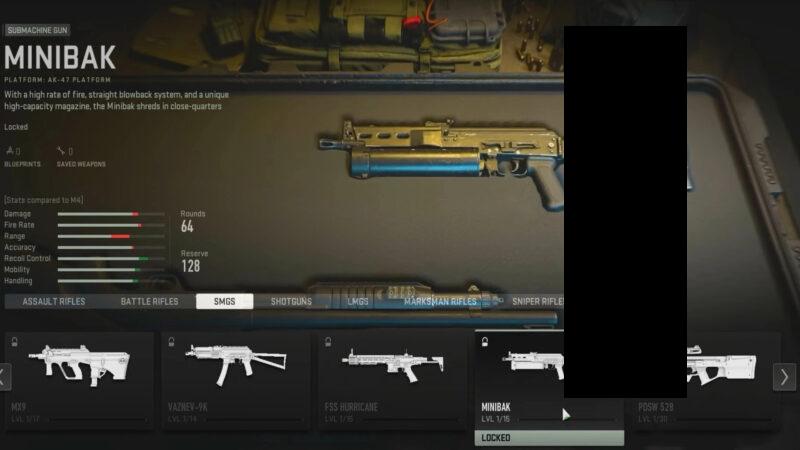 SUBMACHINE GUN
MINIBAK
PLATFORM: AK-47 PLATFORM
With a high rate of fire, straight blowback system, and a unique
high-capacity magazine, the Minibak shreds in close-quarters
Locked
0 0
BLUEPRINTS SAVED WEAPONS
[Stats compared to M4]
Damage
Fire Rate
Range
Accuracy
Recoil Control
Mobility
Handling
Rounds
64
Reserve
128
ASSAULT RIFLES BATTLE RIFLES SMGS SHOTGUNS LMGS MARKSMAN RIFLES SNIPER RIFLE
MX9 VAZNEV-9K FSS HURRICANE MINIBAK PDSW 528
LVL 1/17 LVL 1/14 LVL 1/16 LVL 1/16 LVL 1/30
LOCKED